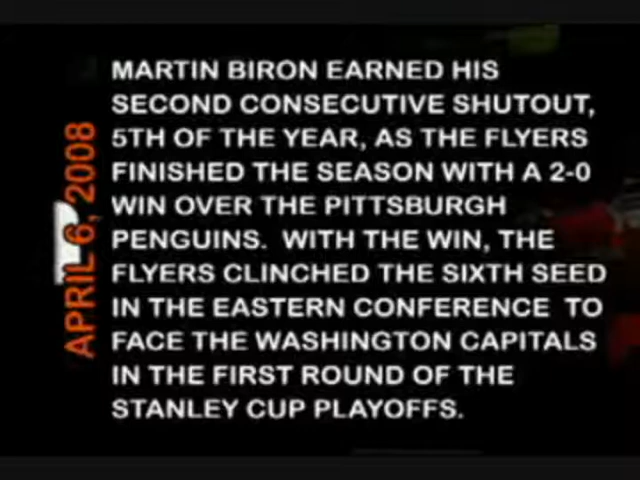 APRIL 6, 2008
MARTIN BIRON EARNED HIS
SECOND CONSECUTIVE SHUTOUT,
5TH OF THE YEAR, AS THE FLYERS
FINISHED THE SEASON WITH A 2-0
WIN OVER THE PITTSBURGH
PENGUINS. WITH THE WIN, THE
FLYERS CLINCHED THE SIXTH SEED
IN THE EASTERN CONFERENCE TO
FACE THE WASHINGTON CAPITALS
IN THE FIRST ROUND OF THE
STANLEY CUP PLAYOFFS.